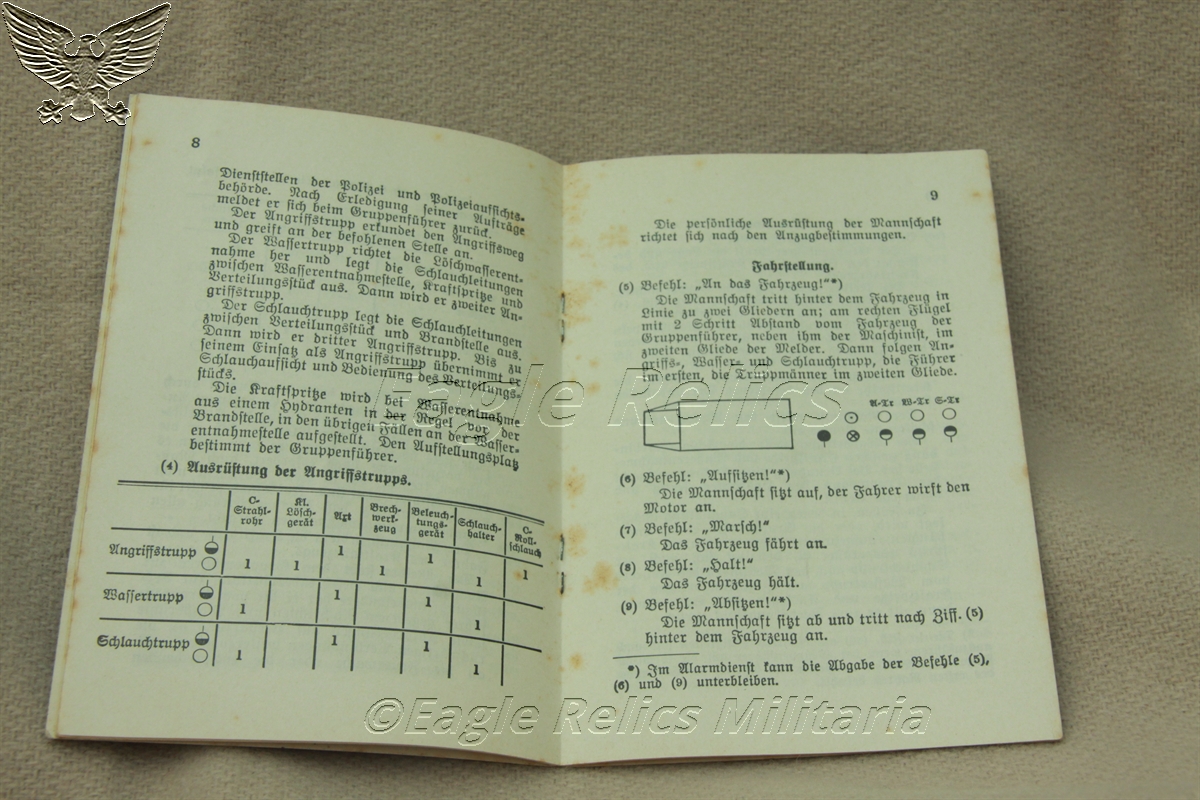 8
Dienststellen der Polizei und Polizeiaufsichts-
behörde. Nach Erledigung seiner Aufträge
meldet er sich beim Gruppenführer zurück.
Der Angriffstrupp erkundet den Angriffsweg
und greift an der befohlenen Stelle an.
Der Wassertrupp richtet die Löschwasserent-
nahme her und legt die Schlauchleitungen
zwischen Wasserentnahmestelle, Kraftspritze und
Verteilungsstück aus. Dann wird er zweiter An-
griffstrupp.
Der Schlauchtrupp legt die Schlauchleitungen
zwischen Verteilungsstück und Brandstelle aus.
Dann wird er dritter Angriffstrupp. Bis zu
seinem Einsatz als Angriffstrupp übernimmt er
Schlauchaufsicht und Bedienung des Verteilungs-
stücks.
Die Kraftspritze wird bei Wasserentnahme
aus einem Hydranten in der Regel vor der
Brandstelle, in den übrigen Fällen an der Wasser-
entnahmestelle aufgestellt. Den Aufstellungsplatz
bestimmt der Gruppenführer.
(4) Ausrüstung der Angriffstrupps.
C-Strahlrohr Kl. Löschgerät Axt Brechwerkzeug Beleuchtungsgerät Schlauchhalter C-Rollschlauch
Angriffstrupp 1 1 1 1 1 1 1
Wassertrupp 1 1 1 1
Schlauchtrupp 1 1 1 1
9
Die persönliche Ausrüstung der Mannschaft
richtet sich nach den Anzugbestimmungen.
Fahrstellung.
(5) Befehl: „An das Fahrzeug!"*)
Die Mannschaft tritt hinter dem Fahrzeug in
Linie zu zwei Gliedern an; am rechten Flügel
mit 2 Schritt Abstand vom Fahrzeug der
Gruppenführer, neben ihm der Maschinist, im
zweiten Gliede der Melder. Dann folgen An-
griffs-, Wasser- und Schlauchtrupp, die Führer
im ersten, die Truppmänner im zweiten Gliede.
A-Tr W-Tr S-Tr
(6) Befehl: „Aufsitzen!"*)
Die Mannschaft sitzt auf, der Fahrer wirft den
Motor an.
(7) Befehl: „Marsch!"
Das Fahrzeug fährt an.
(8) Befehl: „Halt!"
Das Fahrzeug hält.
(9) Befehl: „Absitzen!"*)
Die Mannschaft sitzt ab und tritt nach Ziff. (5)
hinter dem Fahrzeug an.
*) Im Alarmdienst kann die Abgabe der Befehle (5),
(6) und (9) unterbleiben.
Eagle Relics
©Eagle Relics Militaria